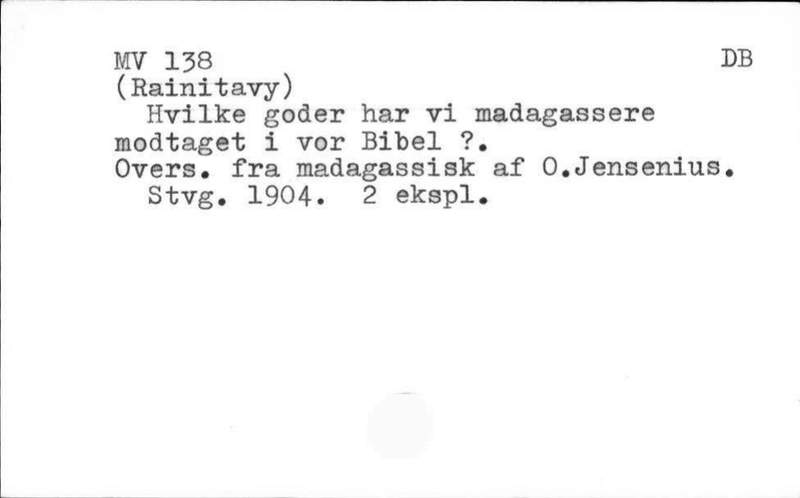 MV 138 DB
(Rainitavy)
Hvilke goder har vi madagassere
modtaget i vor Bibel ?.
Overs. fra madagassisk af O.Jensenius.
Stvg. 1904. 2 ekspl.